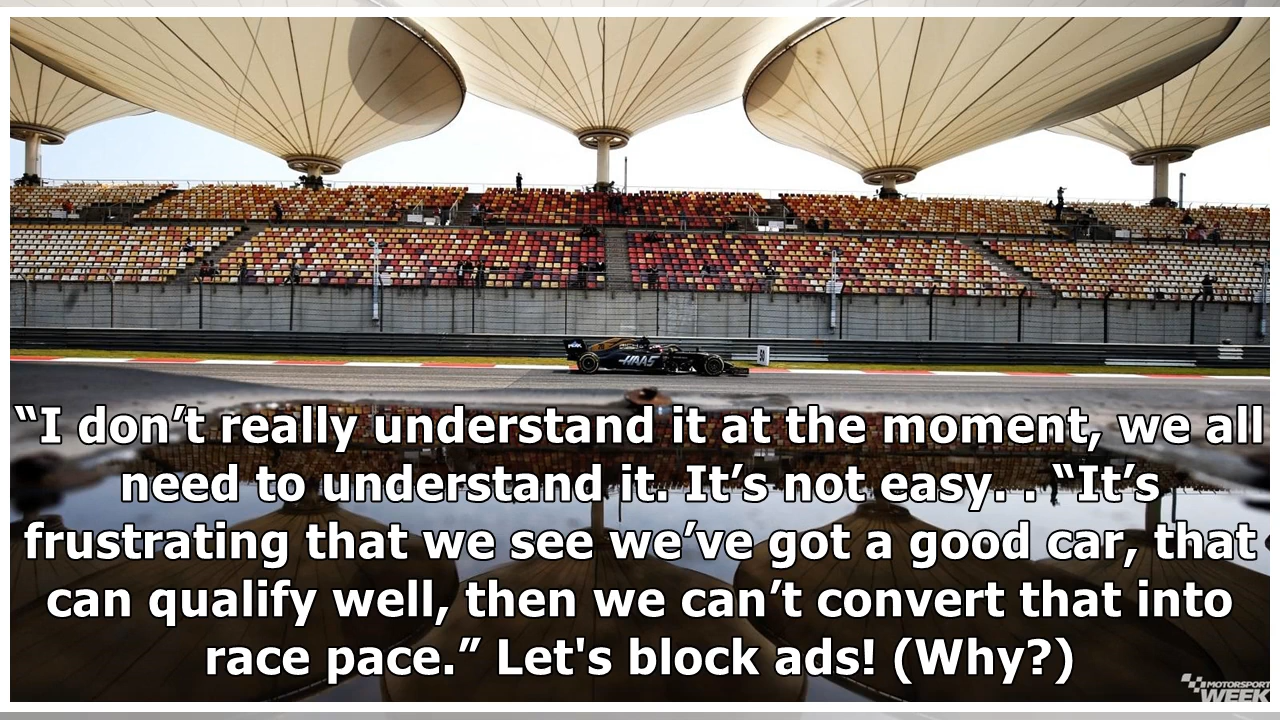 HAAS
50
“I don’t really understand it at the moment, we all
need to understand it. It’s not easy. . “It’s
frustrating that we see we’ve got a good car, that
can qualify well, then we can’t convert that into
race pace.” Let's block ads! (Why?)
MOTORSPORT
WEEK